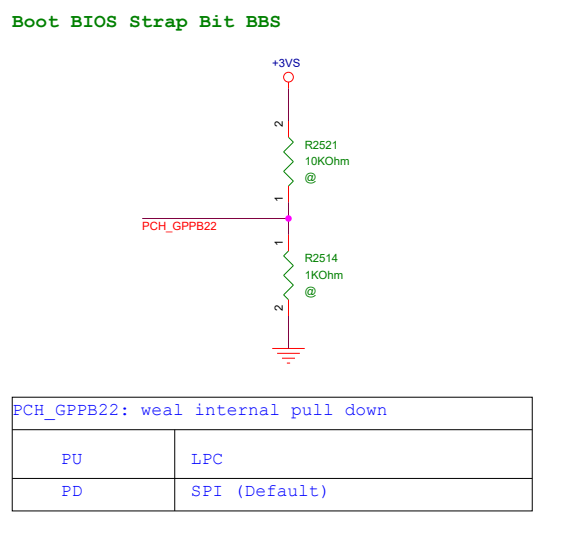 Boot BIOS Strap Bit BBS
+3VS
2
R2521
10KOhm
@
1
PCH_GPPB22
1
R2514
1KOhm
@
2
PCH_GPPB22: weal internal pull down
PU LPC
PD SPI (Default)